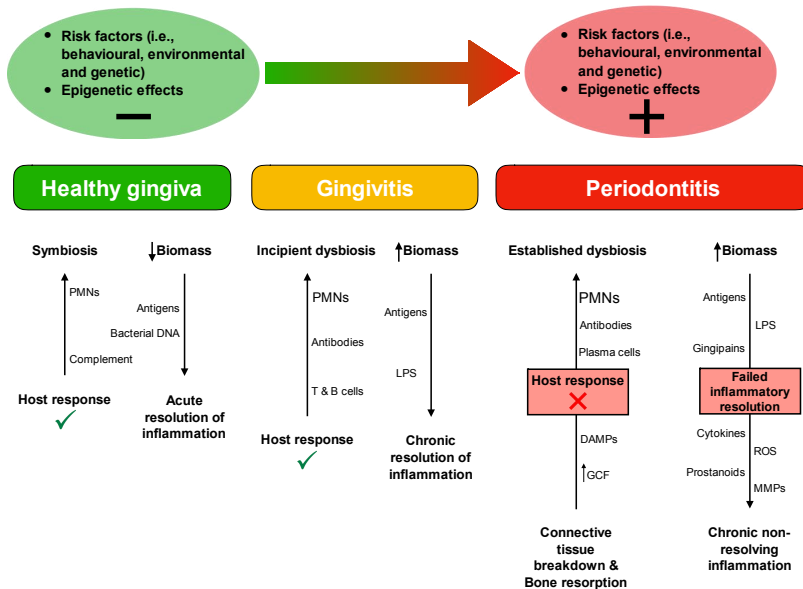 • Risk factors (i.e.,
behavioural, environmental
and genetic)
• Epigenetic effects
−
• Risk factors (i.e.,
behavioural, environmental
and genetic)
• Epigenetic effects
+
Healthy gingiva
Gingivitis
Periodontitis
Symbiosis
↓Biomass
PMNs
Antigens
Bacterial DNA
Complement
Host response
✓
Acute
resolution of
inflammation
Incipient dysbiosis
↑Biomass
PMNs
Antigens
Antibodies
LPS
T & B cells
Host response
✓
Chronic
resolution of
inflammation
Established dysbiosis
PMNs
Antibodies
Plasma cells
Host response
✗
DAMPs
↑GCF
Connective
tissue
breakdown &
Bone resorption
↑Biomass
Antigens
LPS
Gingipains
Failed
inflammatory
resolution
Cytokines
ROS
Prostanoids
MMPs
Chronic non-
resolving
inflammation